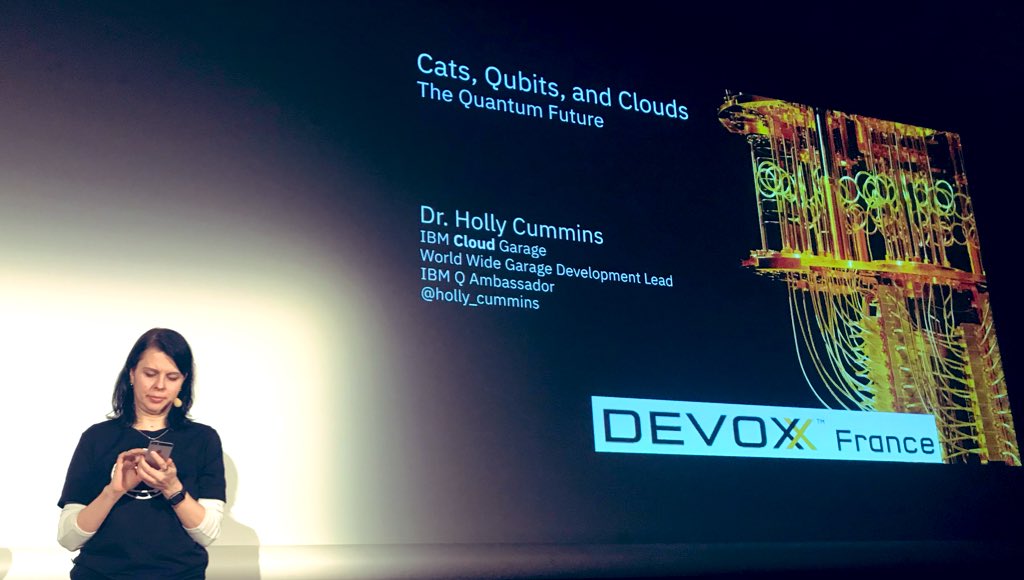 Cats, Qubits, and Clouds
The Quantum Future
Dr. Holly Cummins
IBM Cloud Garage
World Wide Garage Development Lead
IBM Q Ambassador
@holly_cummins
DEVOXX™ France